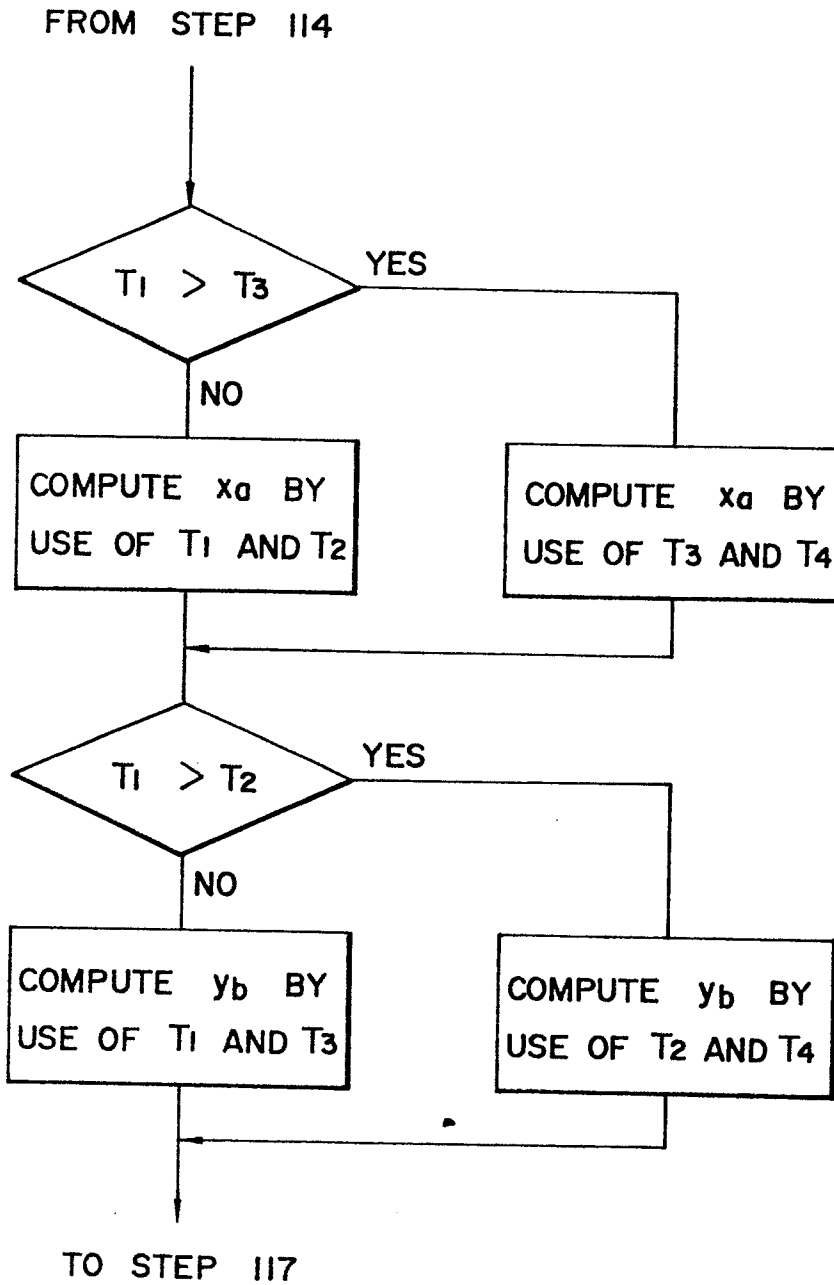 FROM STEP 114
T1 > T3
YES
NO
COMPUTE xa BY
USE OF T1 AND T2
COMPUTE xa BY
USE OF T3 AND T4
T1 > T2
YES
NO
COMPUTE yb BY
USE OF T1 AND T3
COMPUTE yb BY
USE OF T2 AND T4
TO STEP 117